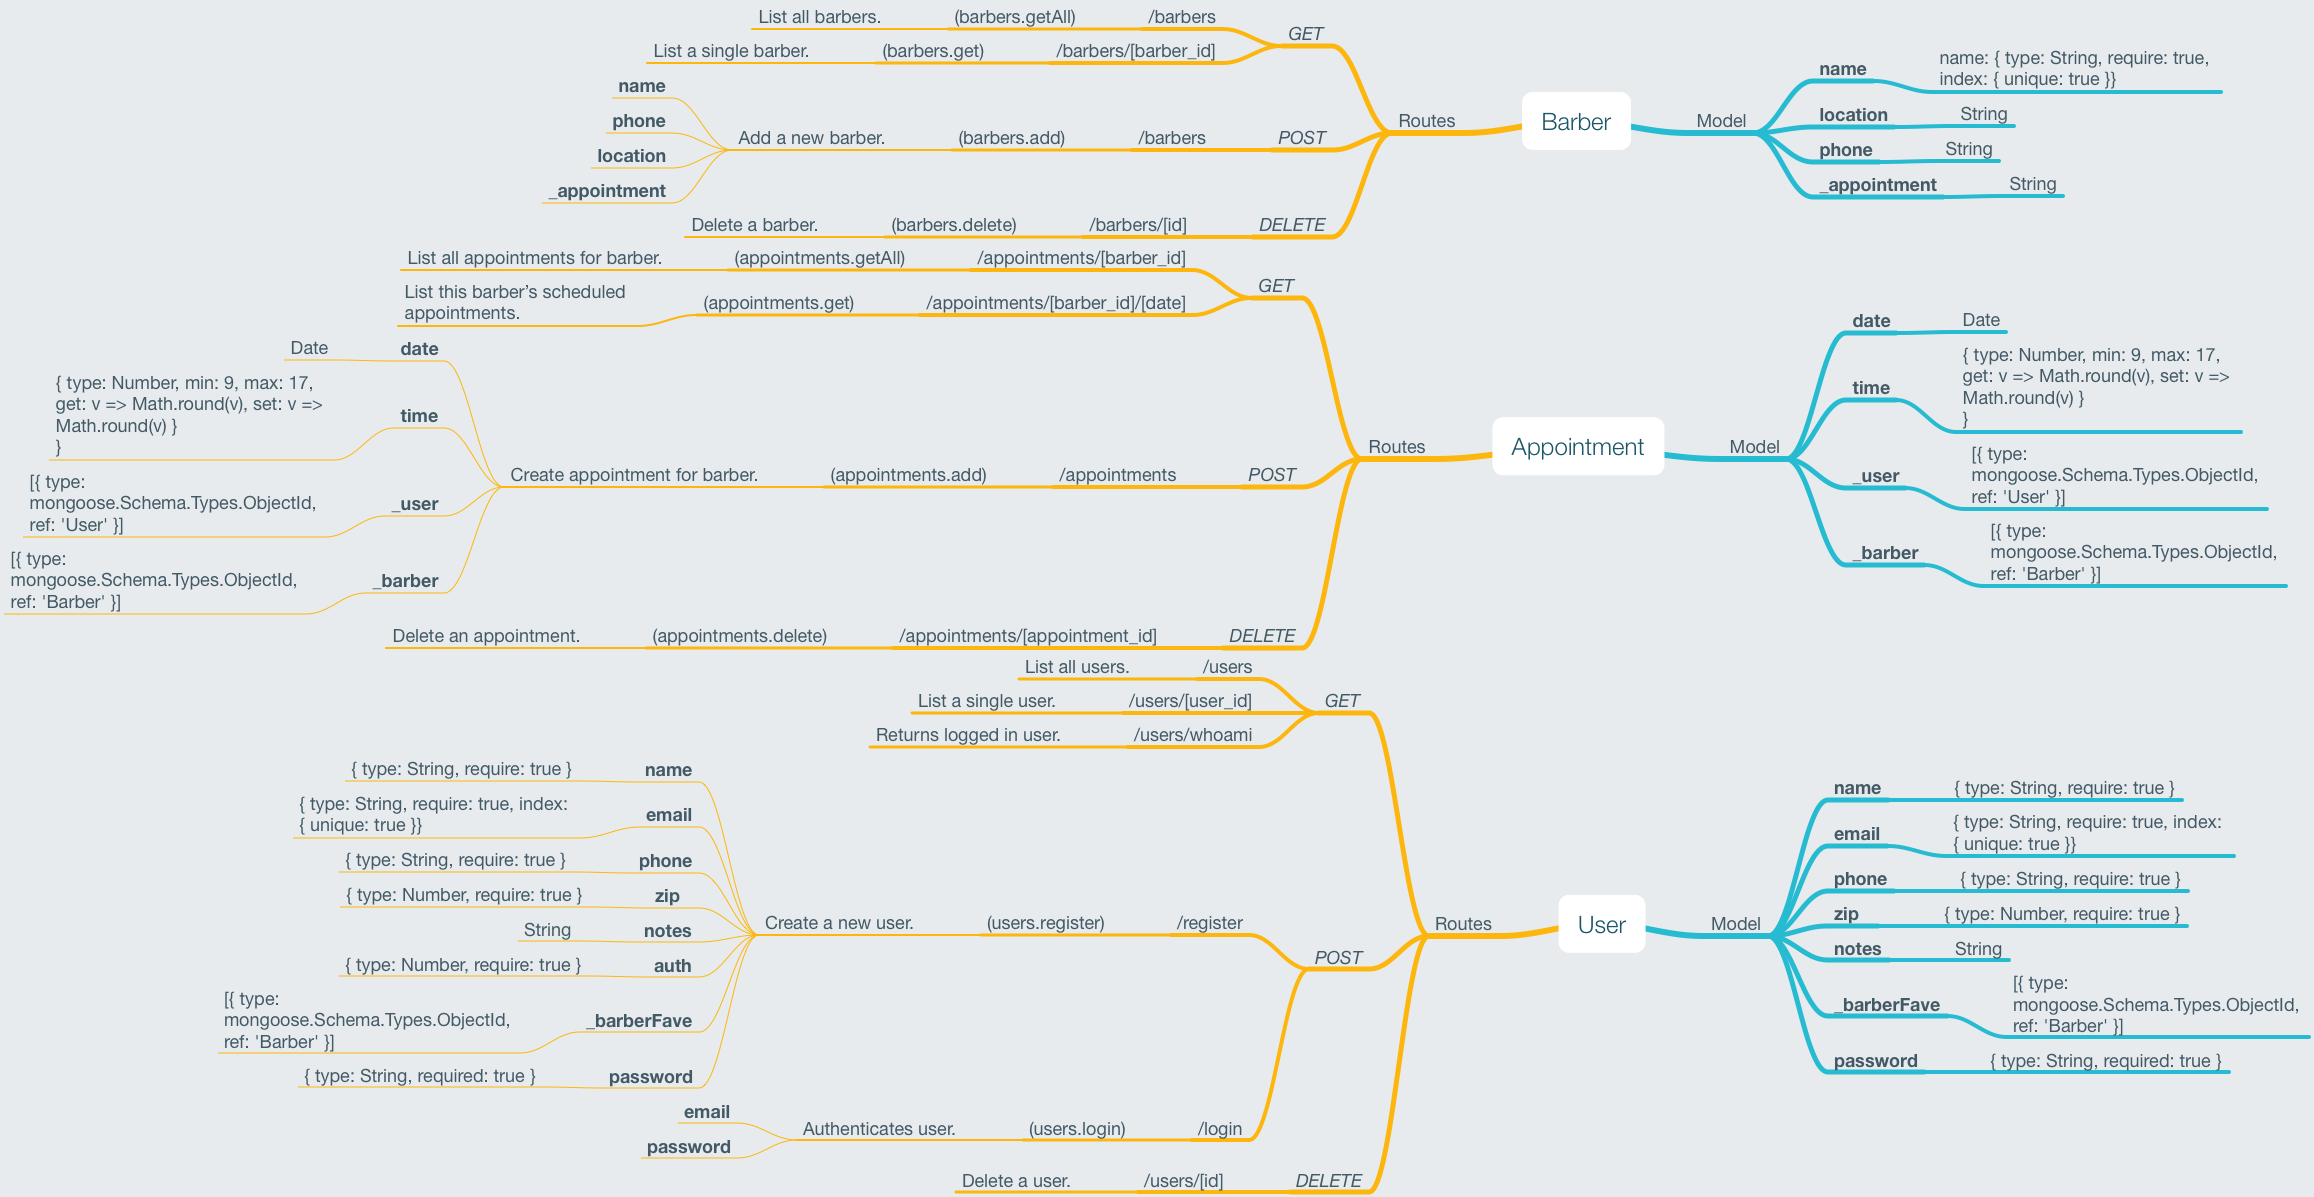 Barber
Routes
GET
/barbers
(barbers.getAll)
List all barbers.
/barbers/[barber_id]
(barbers.get)
List a single barber.
POST
/barbers
(barbers.add)
Add a new barber.
name
phone
location
_appointment
DELETE
/barbers/[id]
(barbers.delete)
Delete a barber.
Model
name
name: { type: String, require: true,
index: { unique: true }}
location
String
phone
String
_appointment
String
Appointment
Routes
GET
/appointments/[barber_id]
(appointments.getAll)
List all appointments for barber.
/appointments/[barber_id]/[date]
(appointments.get)
List this barber’s scheduled
appointments.
POST
/appointments
(appointments.add)
Create appointment for barber.
date
Date
time
{ type: Number, min: 9, max: 17,
get: v => Math.round(v), set: v =>
Math.round(v) }
}
_user
[{ type:
mongoose.Schema.Types.ObjectId,
ref: 'User' }]
_barber
[{ type:
mongoose.Schema.Types.ObjectId,
ref: 'Barber' }]
DELETE
/appointments/[appointment_id]
(appointments.delete)
Delete an appointment.
Model
date
Date
time
{ type: Number, min: 9, max: 17,
get: v => Math.round(v), set: v =>
Math.round(v) }
}
_user
[{ type:
mongoose.Schema.Types.ObjectId,
ref: 'User' }]
_barber
[{ type:
mongoose.Schema.Types.ObjectId,
ref: 'Barber' }]
User
Routes
GET
/users
List all users.
/users/[user_id]
List a single user.
/users/whoami
Returns logged in user.
POST
/register
(users.register)
Create a new user.
name
{ type: String, require: true }
email
{ type: String, require: true, index:
{ unique: true }}
phone
{ type: String, require: true }
zip
{ type: Number, require: true }
notes
String
auth
{ type: Number, require: true }
_barberFave
[{ type:
mongoose.Schema.Types.ObjectId,
ref: 'Barber' }]
password
{ type: String, required: true }
/login
(users.login)
Authenticates user.
email
password
DELETE
/users/[id]
Delete a user.
Model
name
{ type: String, require: true }
email
{ type: String, require: true, index:
{ unique: true }}
phone
{ type: String, require: true }
zip
{ type: Number, require: true }
notes
String
_barberFave
[{ type:
mongoose.Schema.Types.ObjectId,
ref: 'Barber' }]
password
{ type: String, required: true }